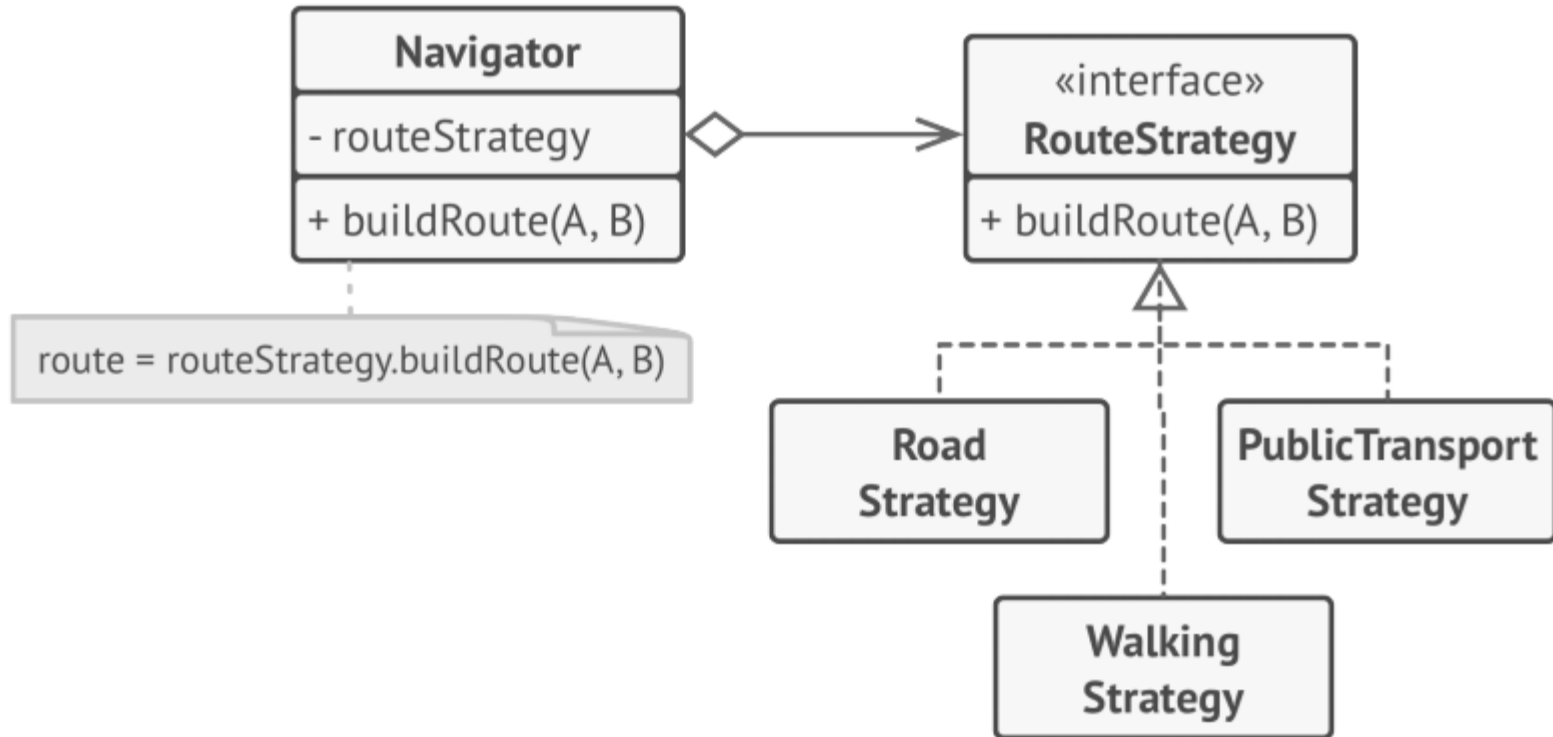 Navigator
- routeStrategy
+ buildRoute(A, B)
route = routeStrategy.buildRoute(A, B)
«interface»
RouteStrategy
+ buildRoute(A, B)
Road
Strategy
PublicTransport
Strategy
Walking
Strategy